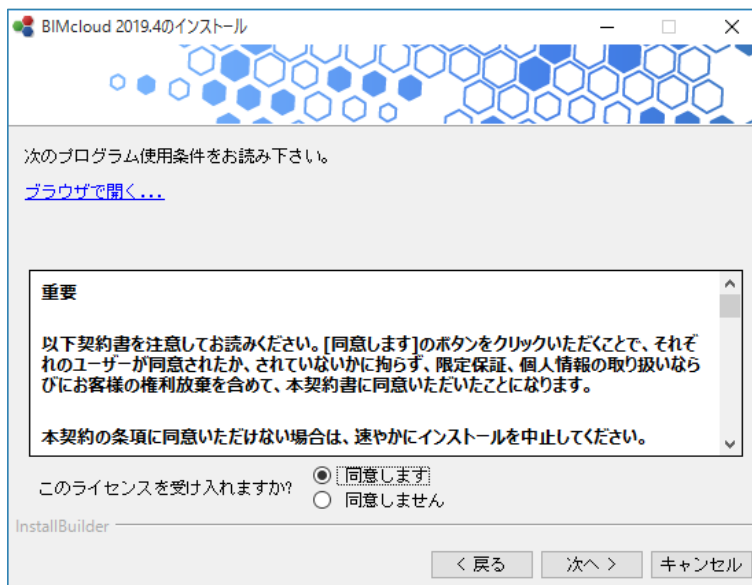 BIMcloud 2019.4のインストール
次のプログラム使用条件をお読み下さい。
ブラウザで開く...
重要
以下契約書を注意してお読みください。[同意します]のボタンをクリックいただくことで、それぞ
れのユーザーが同意されたか、されていないかに拘らず、限定保証、個人情報の取り扱いなら
びにお客様の権利放棄を含めて、本契約書に同意いただいたことになります。
本契約の条項に同意いただけない場合は、速やかにインストールを中止してください。
このライセンスを受け入れますか?
同意します
同意しません
InstallBuilder
< 戻る
次へ >
キャンセル